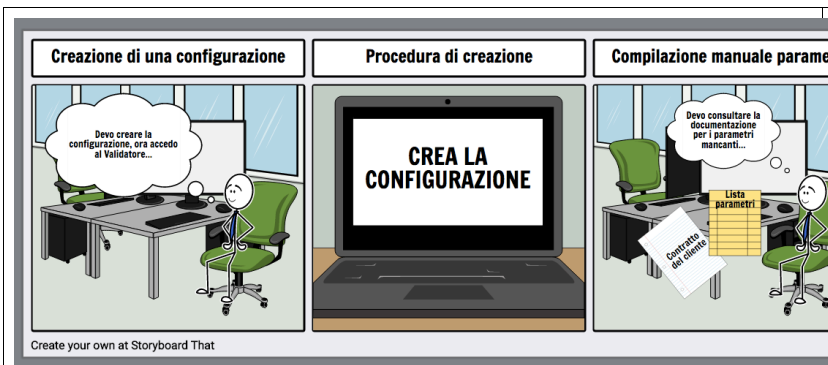 Creazione di una configurazione
Procedura di creazione
Compilazione manuale parame
Devo creare la
configurazione, ora accedo
al Validatore...
CREA LA
CONFIGURAZIONE
Devo consultare la
documentazione
per i parametri
mancanti...
Lista
parametri
Contratto
del cliente
Create your own at Storyboard That